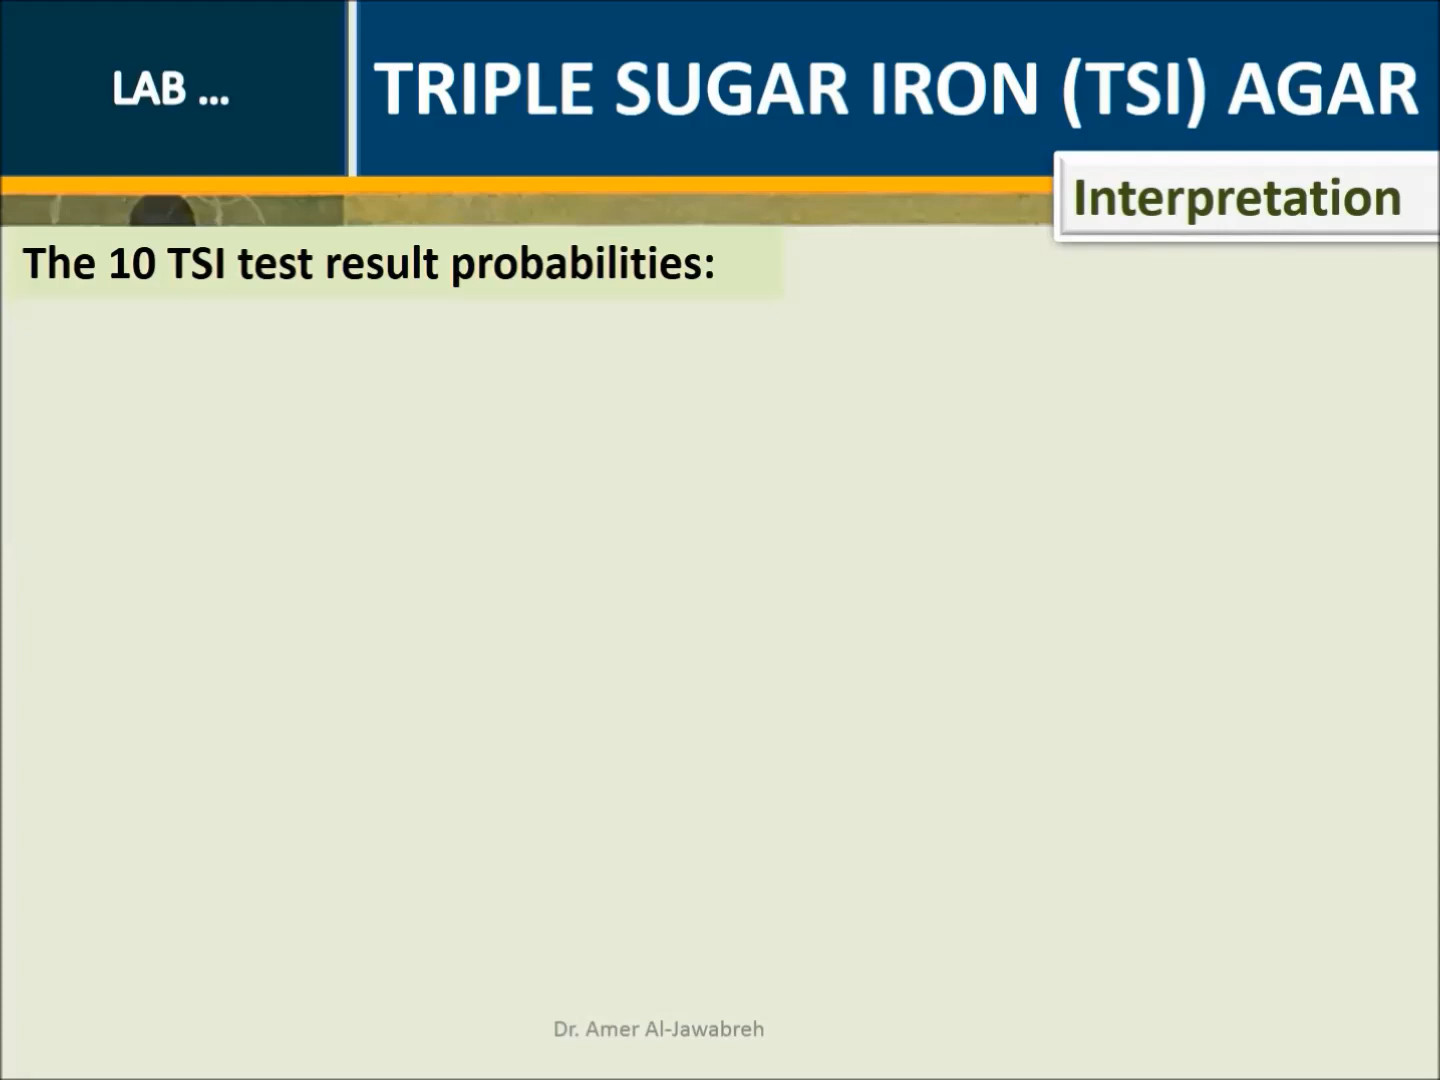 LAB ...
TRIPLE SUGAR IRON (TSI) AGAR
Interpretation
The 10 TSI test result probabilities:
Dr. Amer Al-Jawabreh